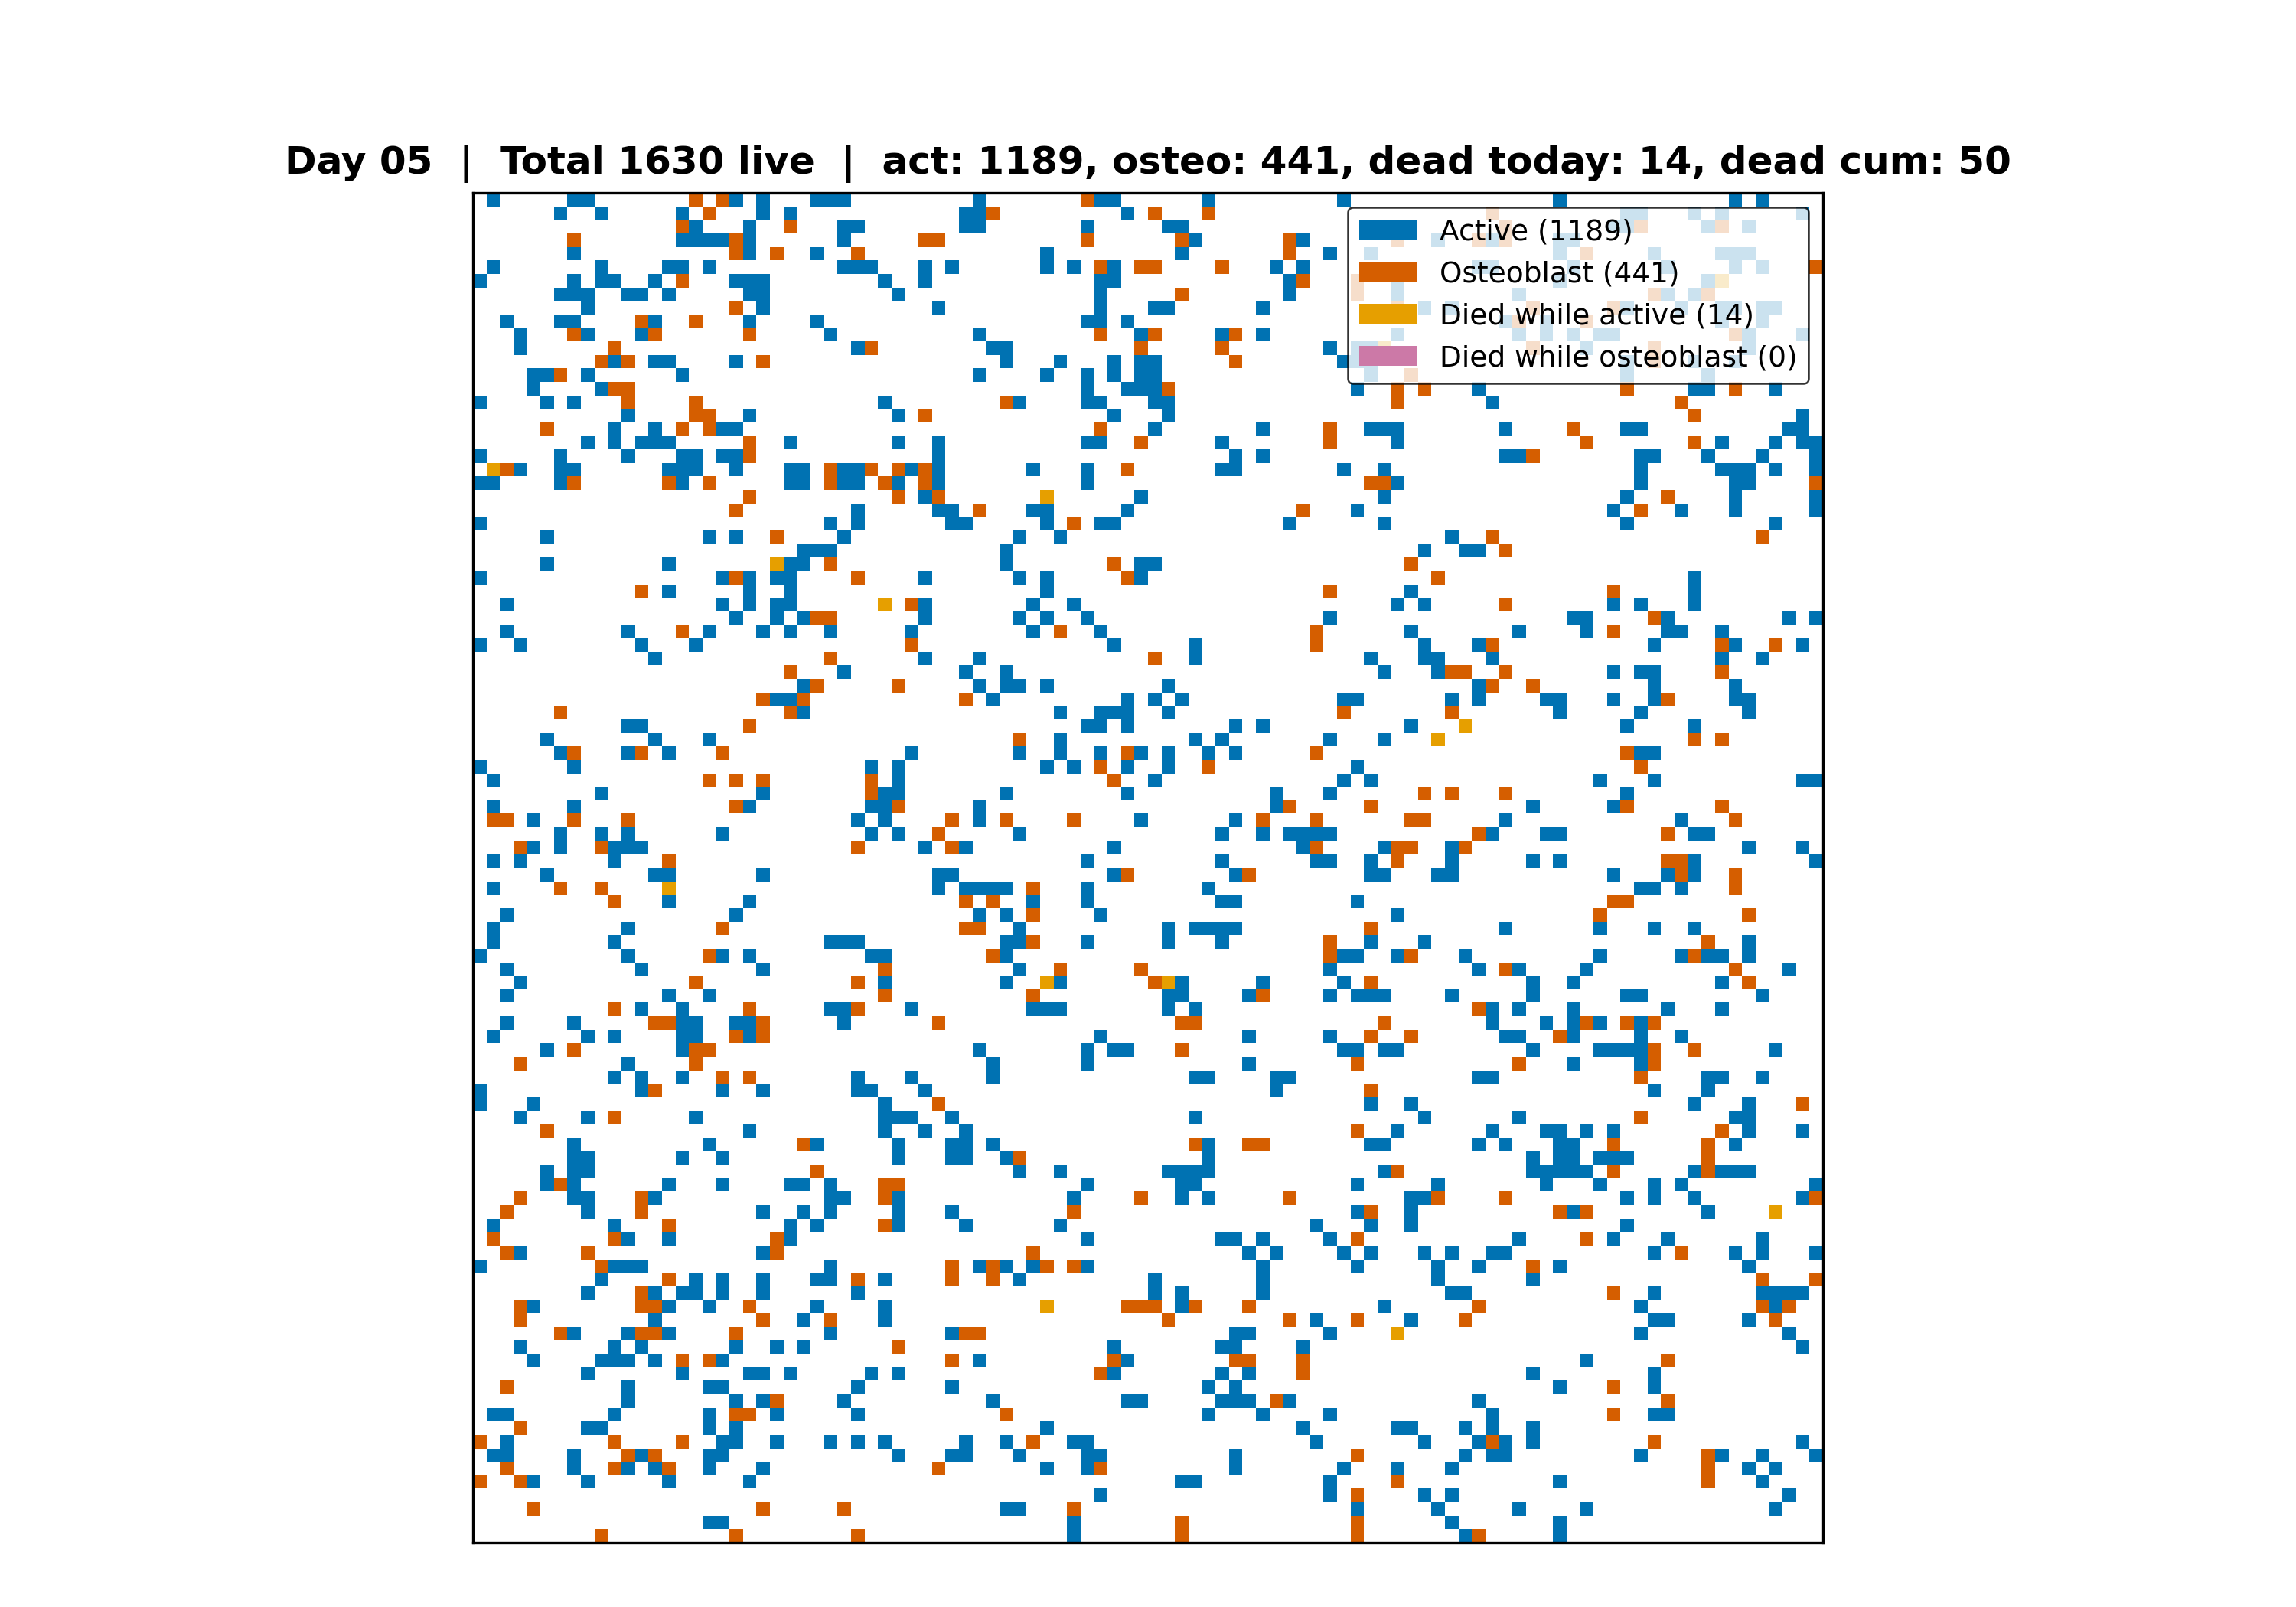 Day 05 | Total 1630 live | act: 1189, osteo: 441, dead today: 14, dead cum: 50
Active (1189)
Osteoblast (441)
Died while active (14)
Died while osteoblast (0)